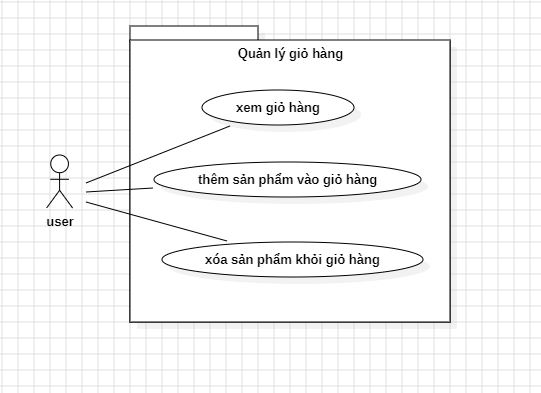 Quản lý giỏ hàng
xem giỏ hàng
thêm sản phẩm vào giỏ hàng
user
xóa sản phẩm khỏi giỏ hàng